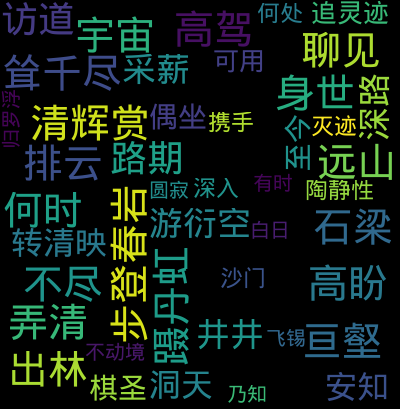 访道
宇宙
高驾
何处
追灵迹
聊见
耸千尽
采薪
可用
身世
深路
归罗浮
清辉赏
偶坐
携手
灭迹
至今
排云
路期
远山
圆寂
深入
有时
陶静性
何时
步登春岩
游衍空
白日
石梁
转清映
蹑丹虹
沙门
不尽
高盼
弄清
井井
飞锡
亘壑
不动境
出林
棋圣
洞天
乃知
安知